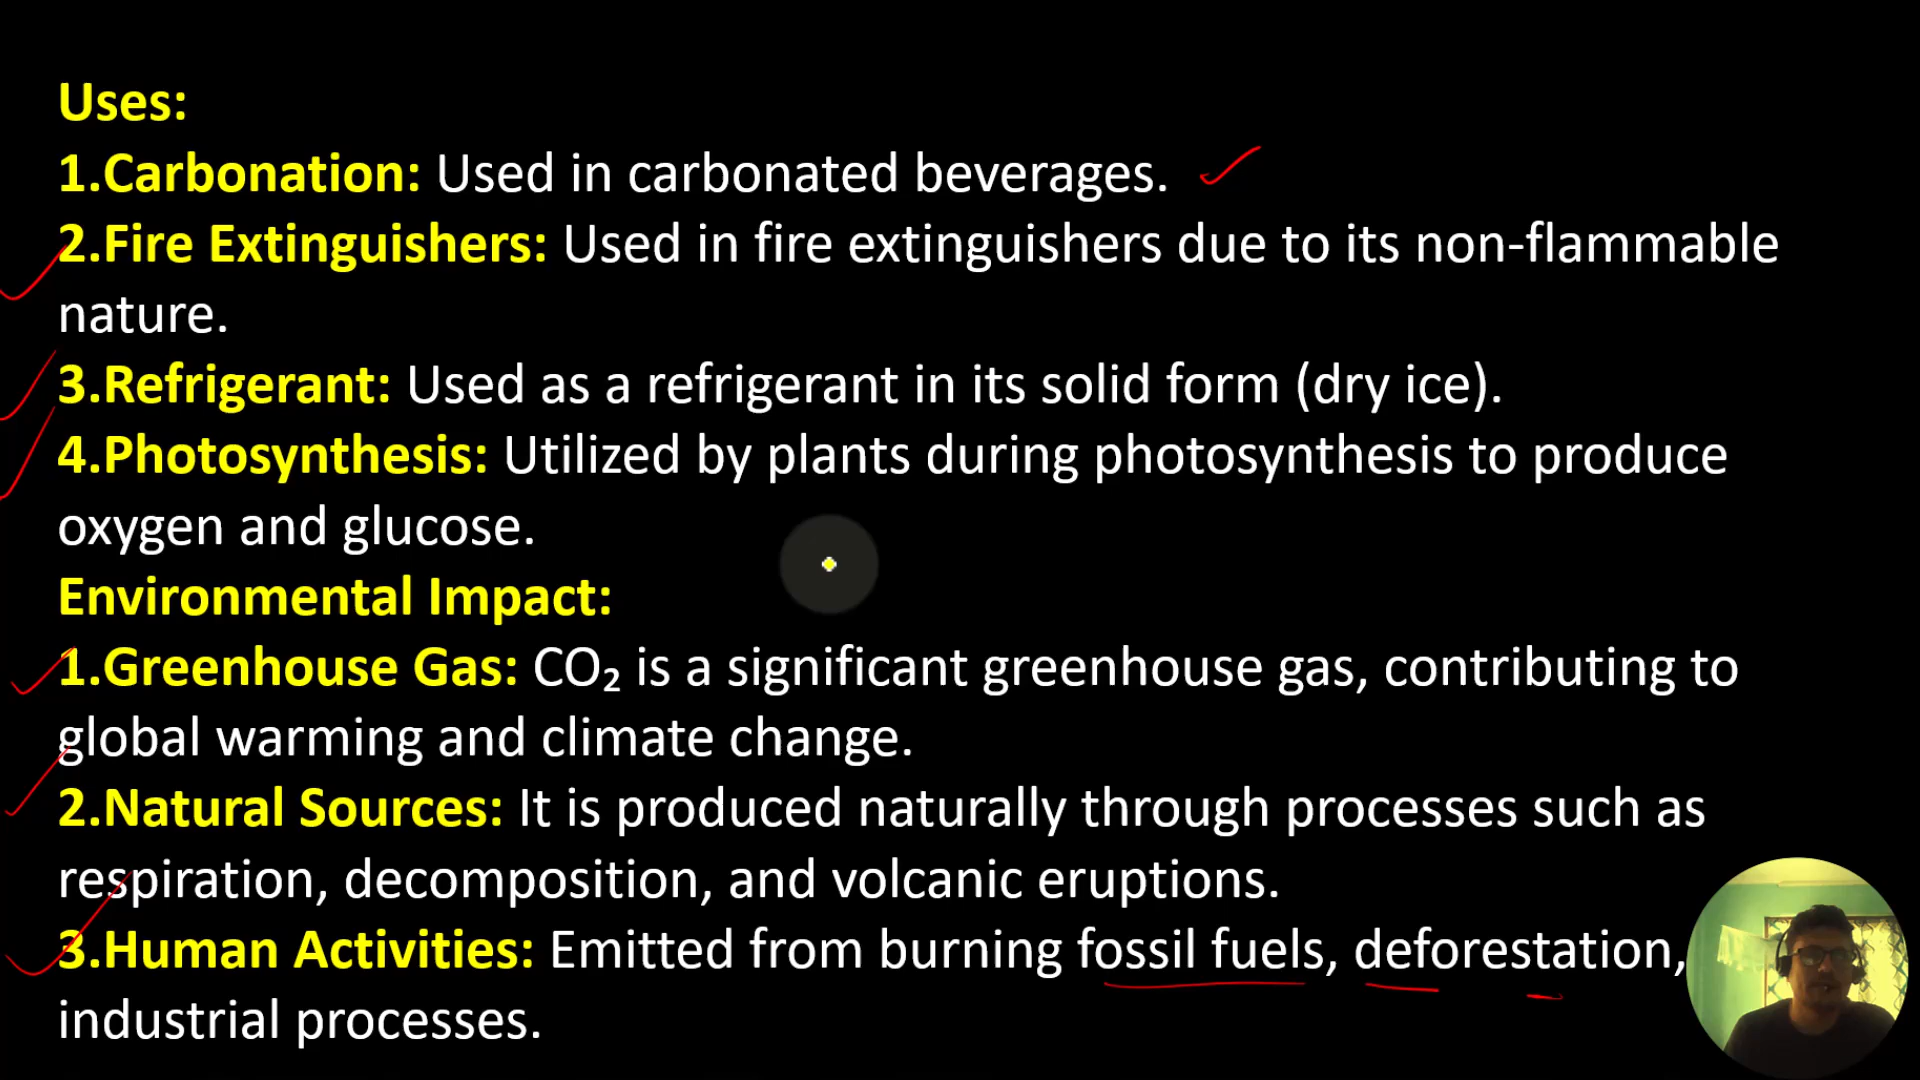 Uses:
1.Carbonation: Used in carbonated beverages.
2.Fire Extinguishers: Used in fire extinguishers due to its non-flammable
nature.
3.Refrigerant: Used as a refrigerant in its solid form (dry ice).
4.Photosynthesis: Utilized by plants during photosynthesis to produce
oxygen and glucose.
Environmental Impact:
1.Greenhouse Gas: CO₂ is a significant greenhouse gas, contributing to
global warming and climate change.
2.Natural Sources: It is produced naturally through processes such as
respiration, decomposition, and volcanic eruptions.
3.Human Activities: Emitted from burning fossil fuels, deforestation,
industrial processes.